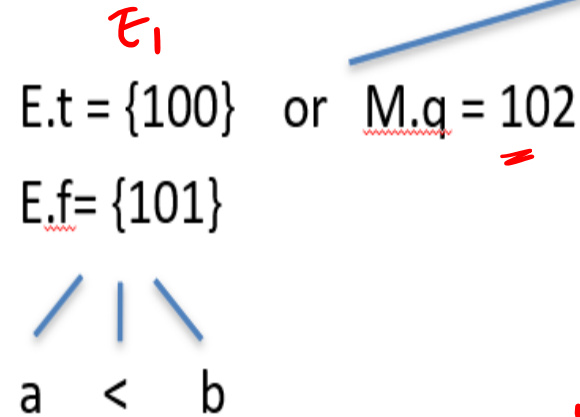 E1
E.t = {100} or M.q = 102
E.f= {101}
a < b